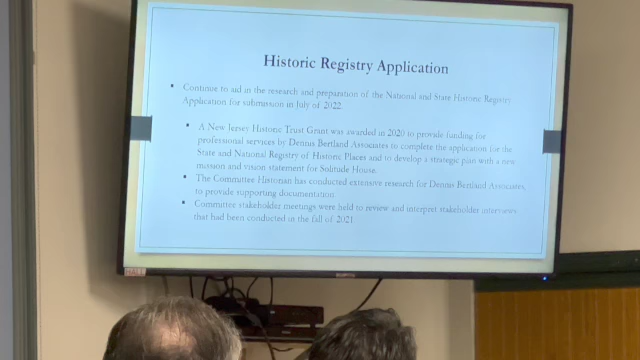 Historic Registry Application
▪ Continue to aid in the research and preparation of the National and State Historic Registry
Application for submission in July of 2022.
▪ A New Jersey Historic Trust Grant was awarded in 2020 to provide funding for
professional services by Dennis Bertland Associates to complete the application for the
State and National Registry of Historic Places and to develop a strategic plan with a new
mission and vision statement for Solitude House.
▪ The Committee Historian has conducted extensive research for Dennis Bertland Associates,
to provide supporting documentation.
▪ Committee stakeholder meetings were held to review and interpect stakeholder interviews
that had been conducted in the fall of 2021.